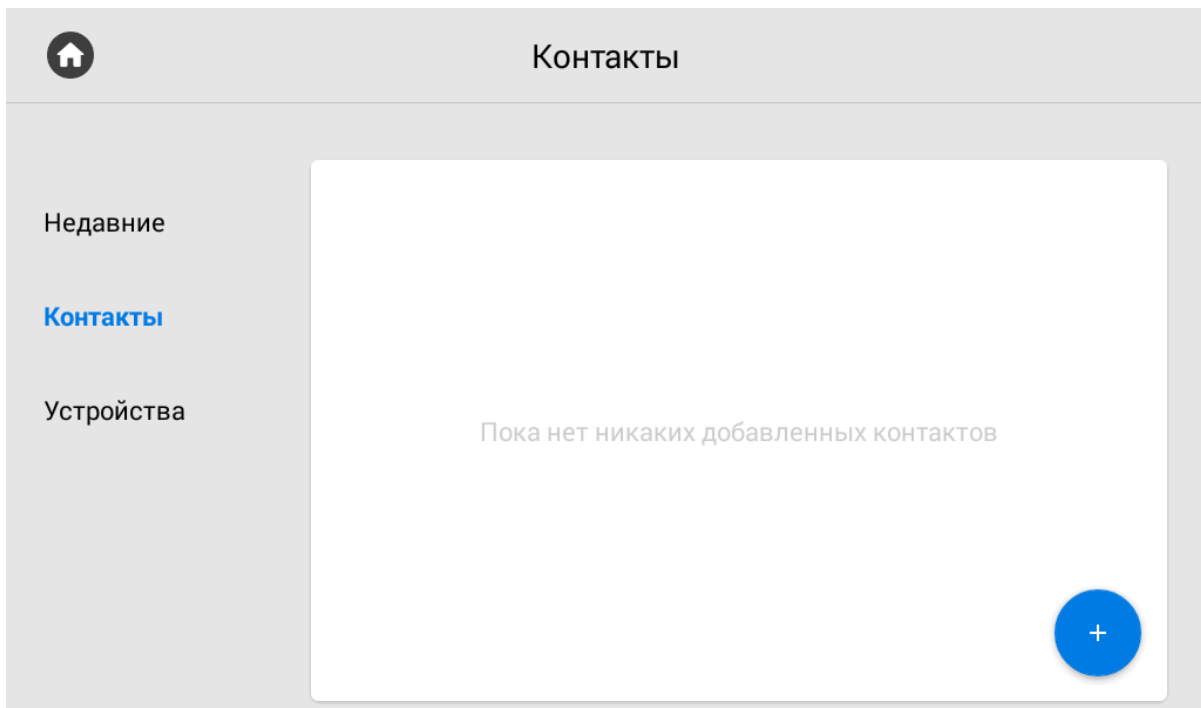 Контакты
Недавние
Контакты
Устройства
Пока нет никаких добавленных контактов
+